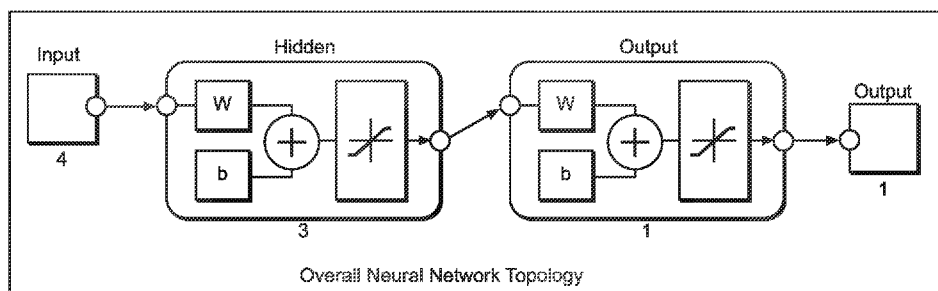 Hidden
Output
Input
W
b
4
3
W
b
1
Output
1
Overall Neural Network Topology